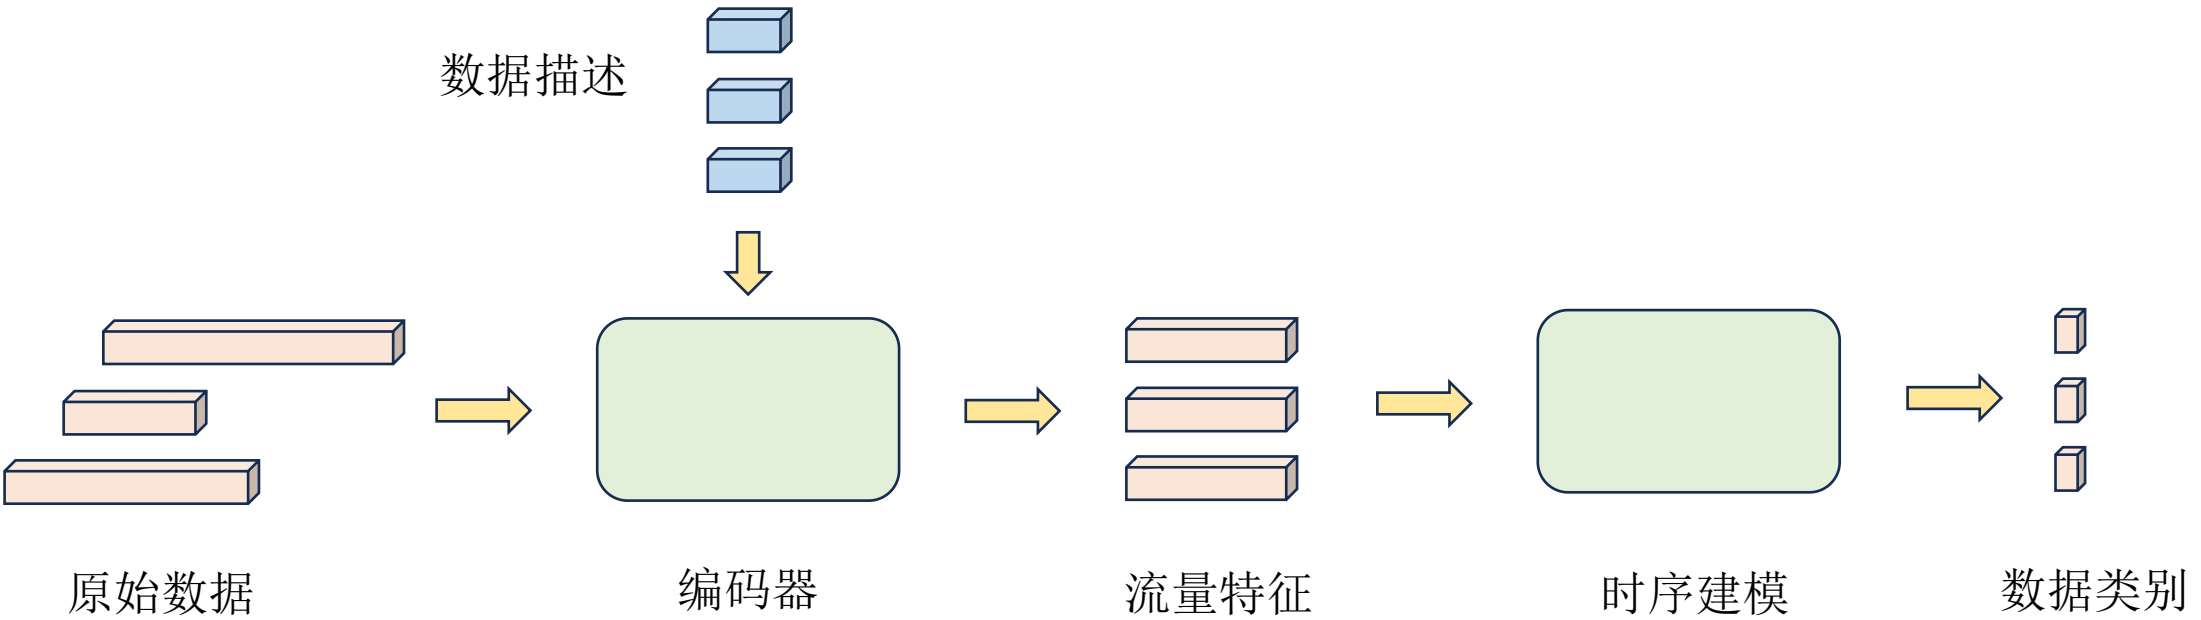 数据描述
原始数据
编码器
流量特征
时序建模
数据类别